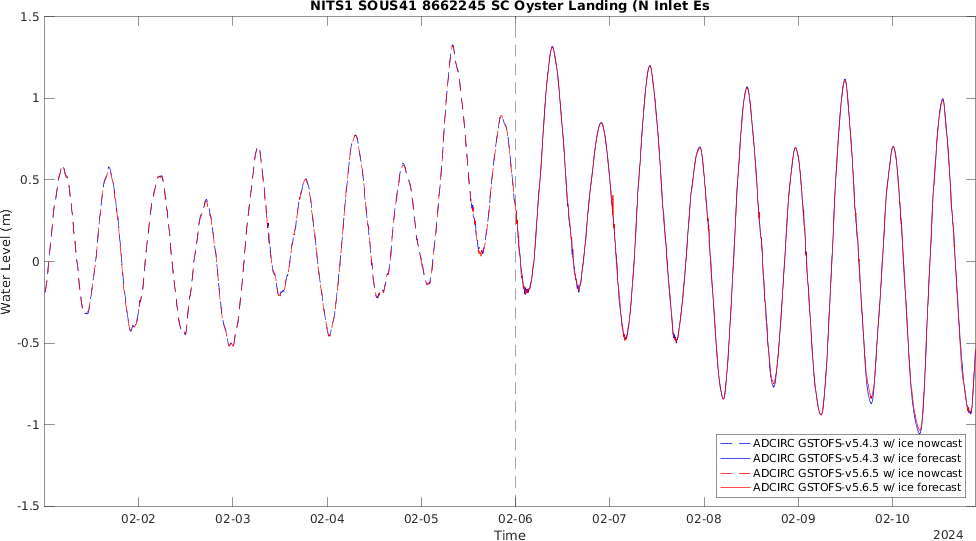 NITS1 SOUS41 8662245 SC Oyster Landing (N Inlet Es
1.5
1
0.5
0
-0.5
-1
-1.5
Water Level (m)
02-02 02-03 02-04 02-05 02-06 02-07 02-08 02-09 02-10
Time
2024
ADCIRC GSTOFS-v5.4.3 w/ ice nowcast
ADCIRC GSTOFS-v5.4.3 w/ ice forecast
ADCIRC GSTOFS-v5.6.5 w/ ice nowcast
ADCIRC GSTOFS-v5.6.5 w/ ice forecast